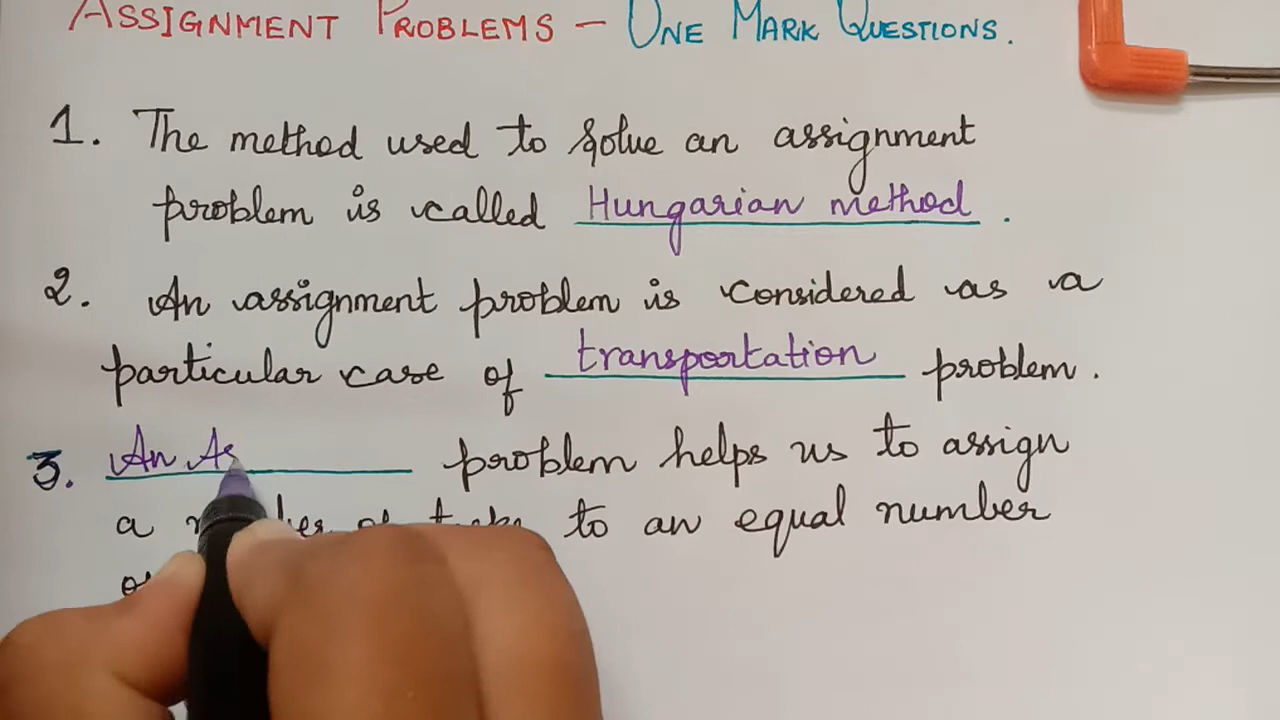 ASSIGNMENT PROBLEMS – ONE MARK QUESTIONS.
1. The method used to solve an assignment
problem is called Hungarian method.
2. An assignment problem is considered as a
particular case of transportation problem.
3. An As problem helps us to assign
a to an equal number